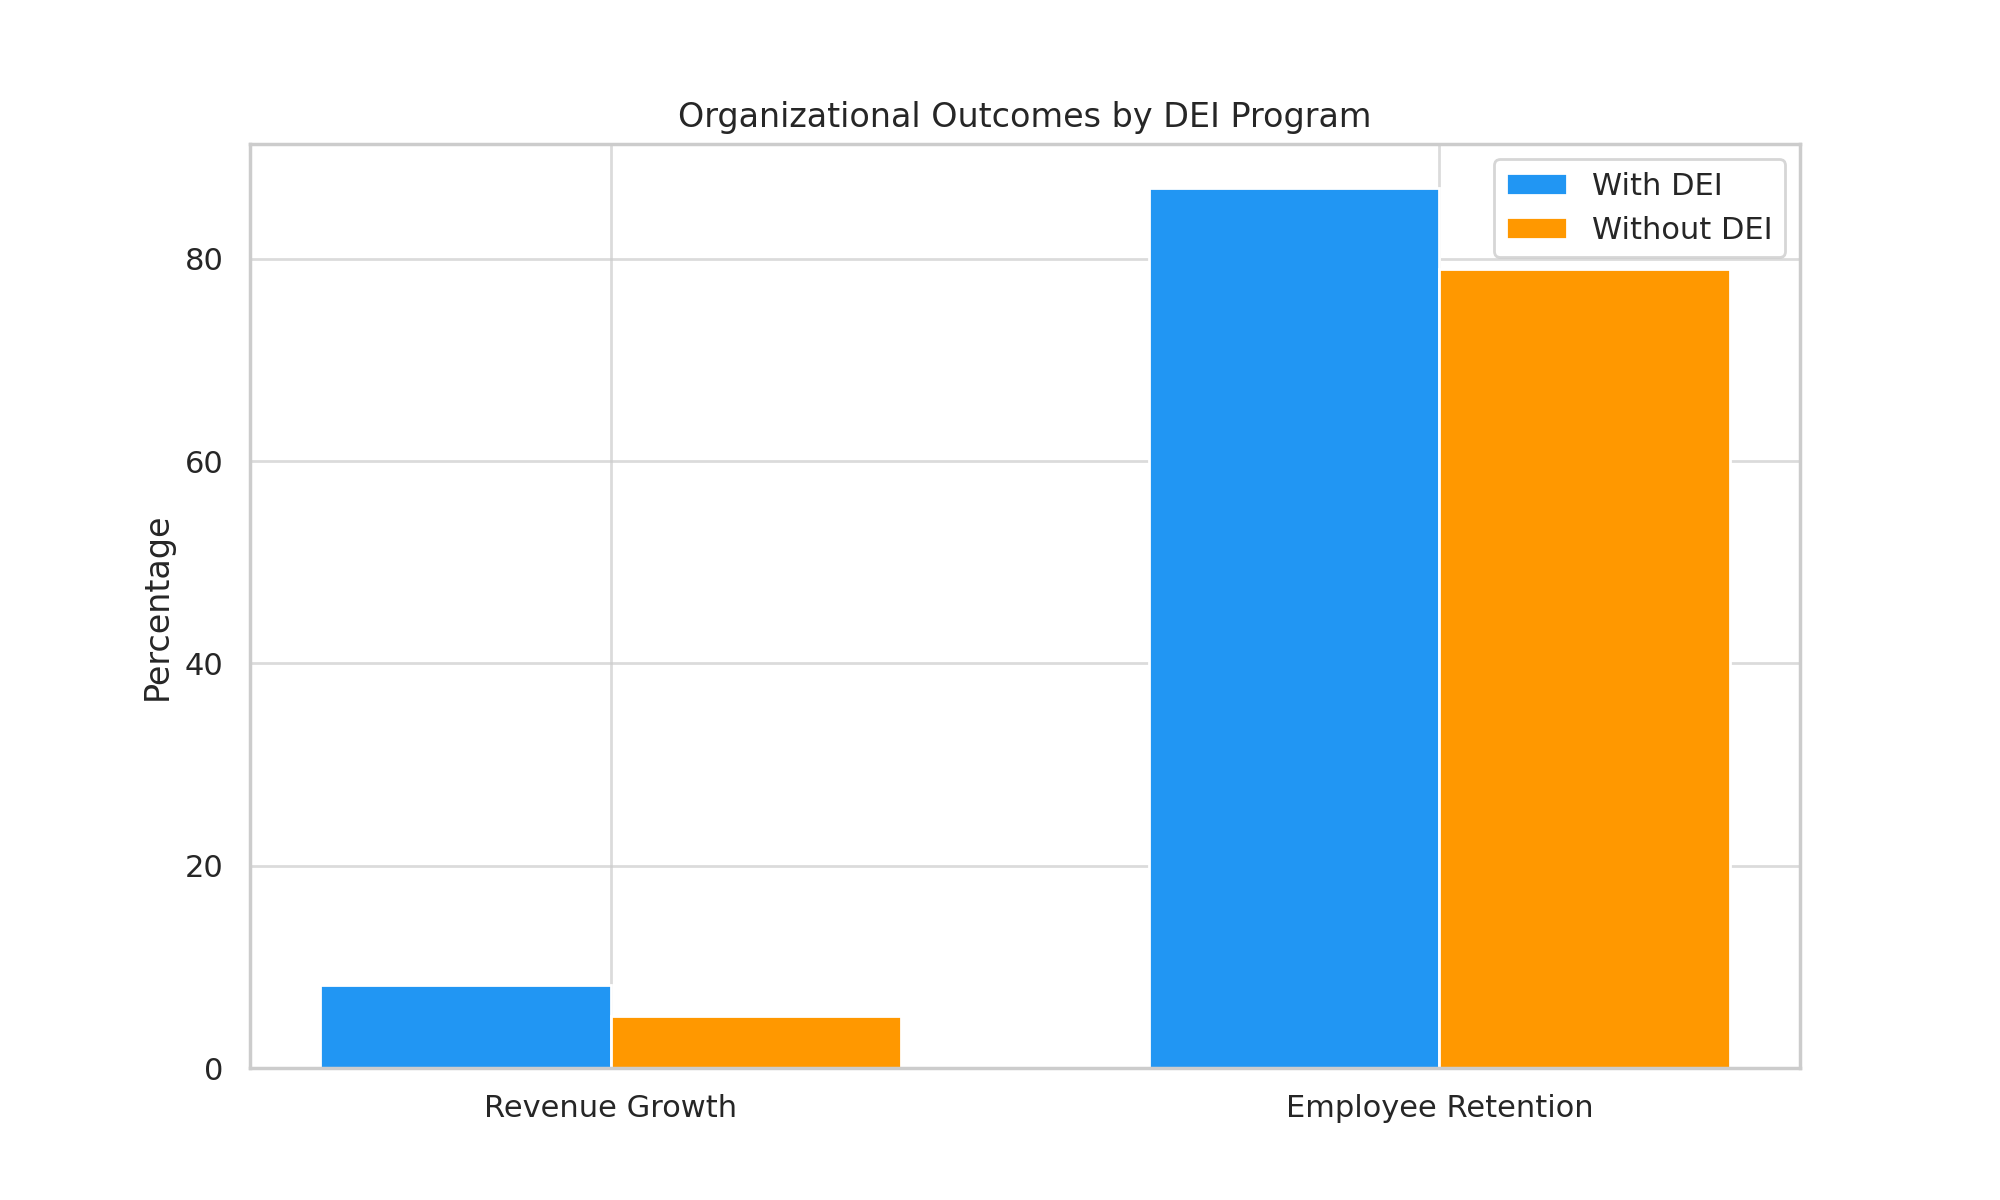 Organizational Outcomes by DEI Program
With DEI
Without DEI
80
60
40
20
0
Percentage
Revenue Growth
Employee Retention